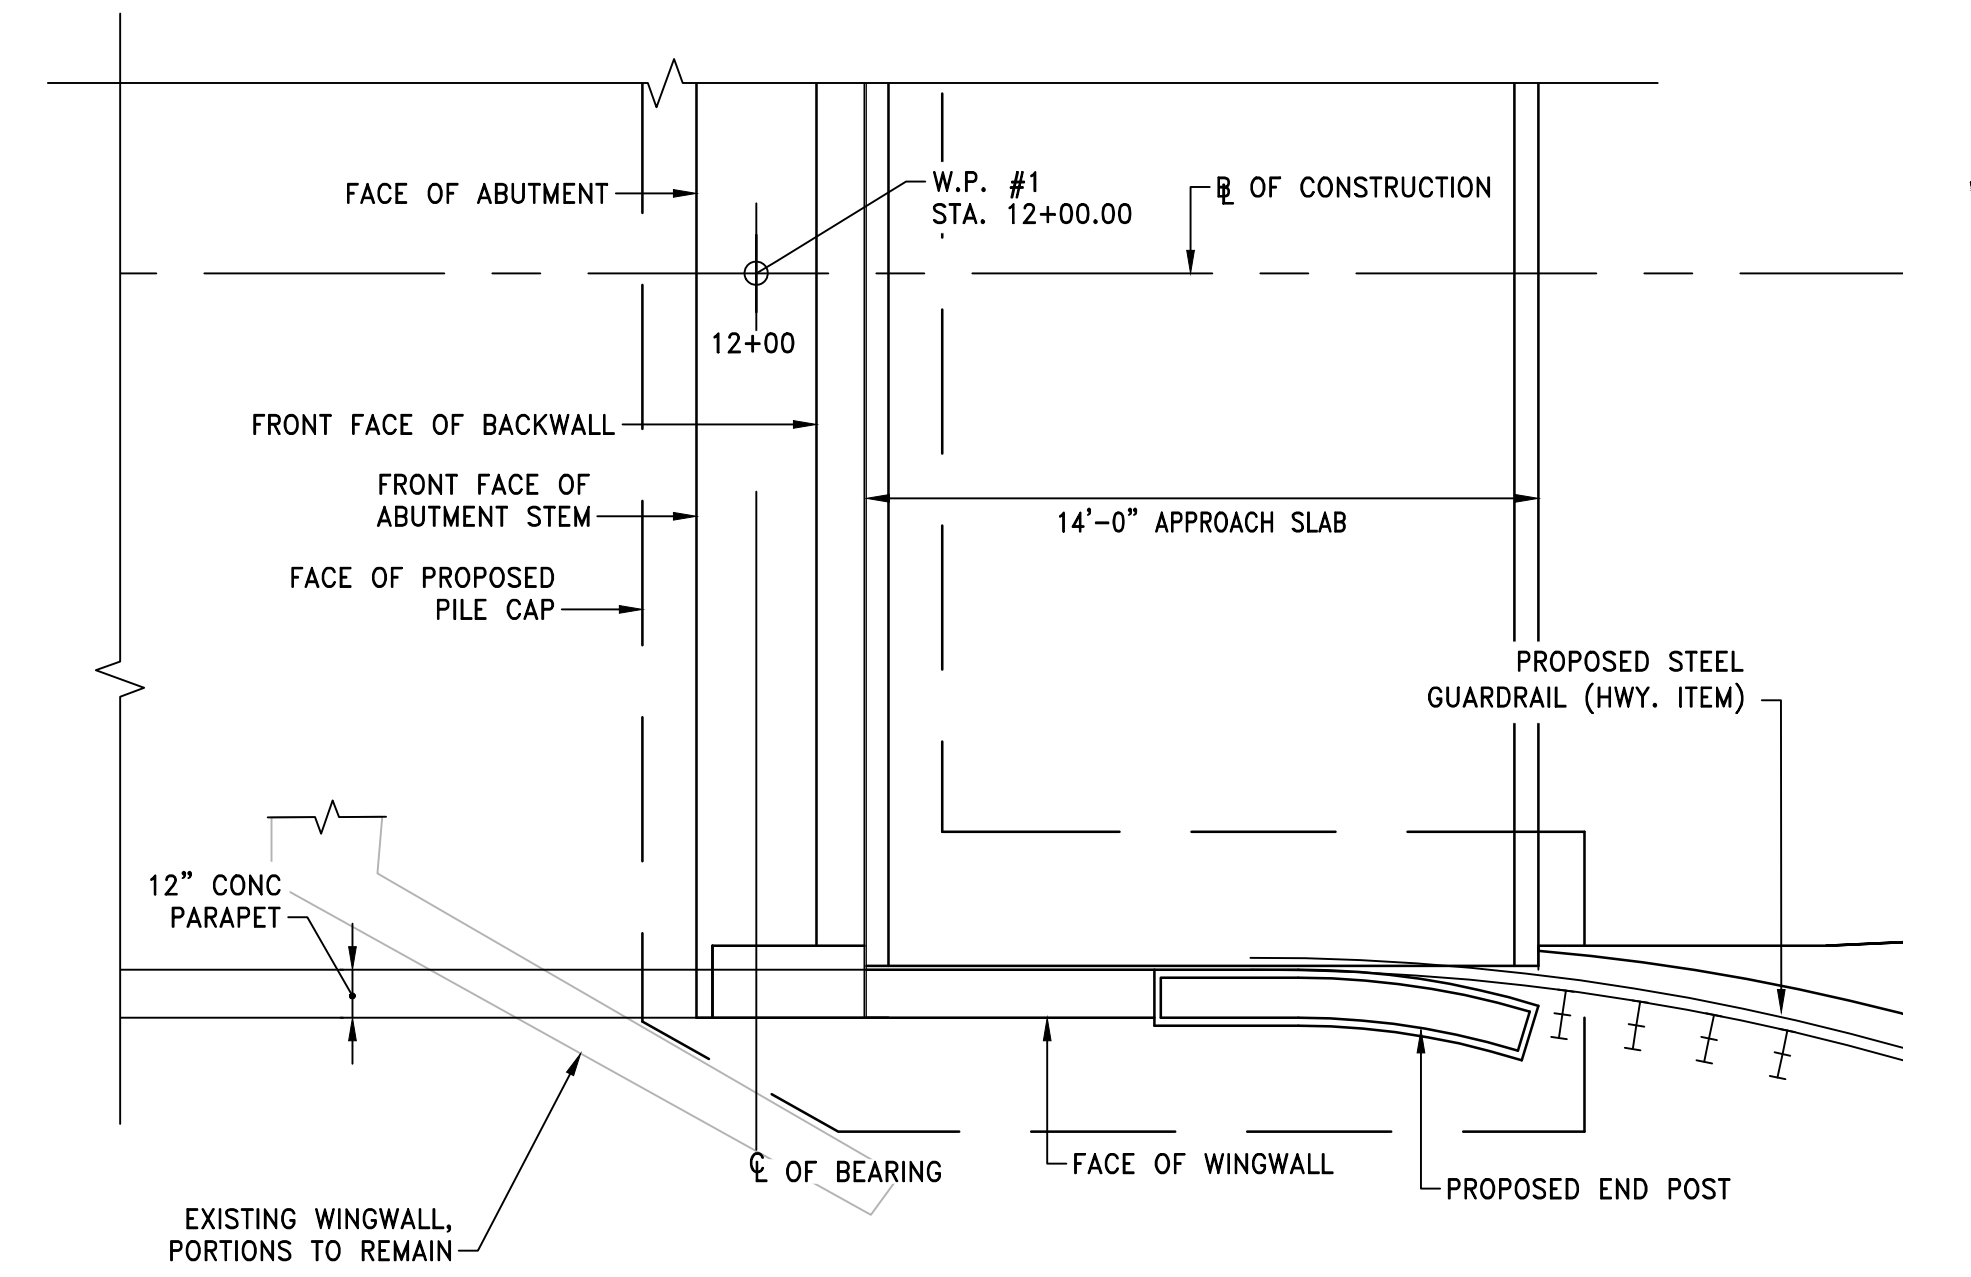 FACE OF ABUTMENT
W.P. #1
STA. 12+00.00
℄ OF CONSTRUCTION
12+00
FRONT FACE OF BACKWALL
FRONT FACE OF
ABUTMENT STEM
14'-0" APPROACH SLAB
FACE OF PROPOSED
PILE CAP
PROPOSED STEEL
GUARDRAIL (HWY. ITEM)
12" CONC
PARAPET
℄ OF BEARING
FACE OF WINGWALL
PROPOSED END POST
EXISTING WINGWALL,
PORTIONS TO REMAIN